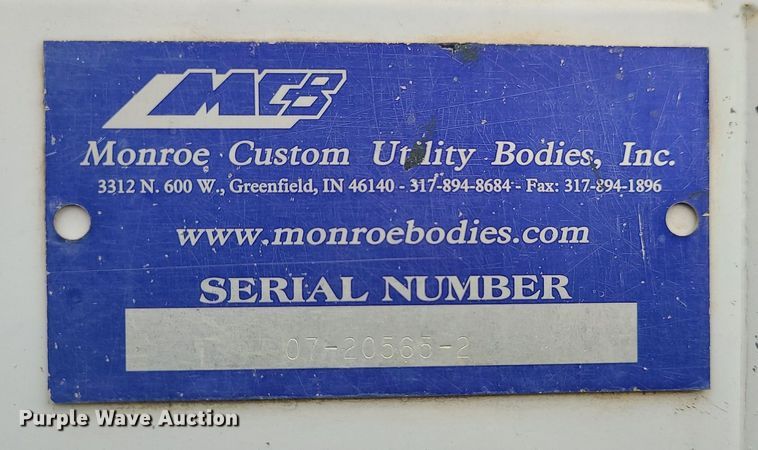 MCB
Monroe Custom Utility Bodies, Inc.
3312 N. 600 W., Greenfield, IN 46140 - 317-894-8684 - Fax: 317-894-1896
www.monroebodies.com
SERIAL NUMBER
07-20565-2
Purple Wave Auction